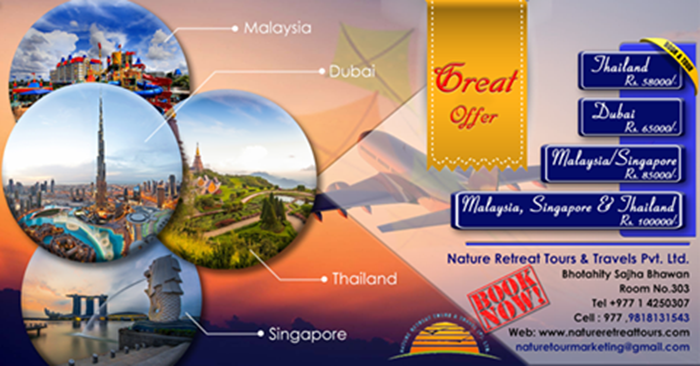 Malaysia
Dubai
Thailand
Singapore
Great
Offer
Thailand
Rs. 58000/-
Dubai
Rs. 65000/-
Malaysia/Singapore
Rs. 85000/-
Malaysia, Singapore & Thailand
Rs. 100000/-
Nature Retreat Tours & Travels Pvt. Ltd.
Bhotahity Sajha Bhawan
Room No.303
Tel +977 1 4250307
Cell : 977 ,9818131543
Web: www.natureretreattours.com
naturetourmarketing@gmail.com
BOOK
NOW!